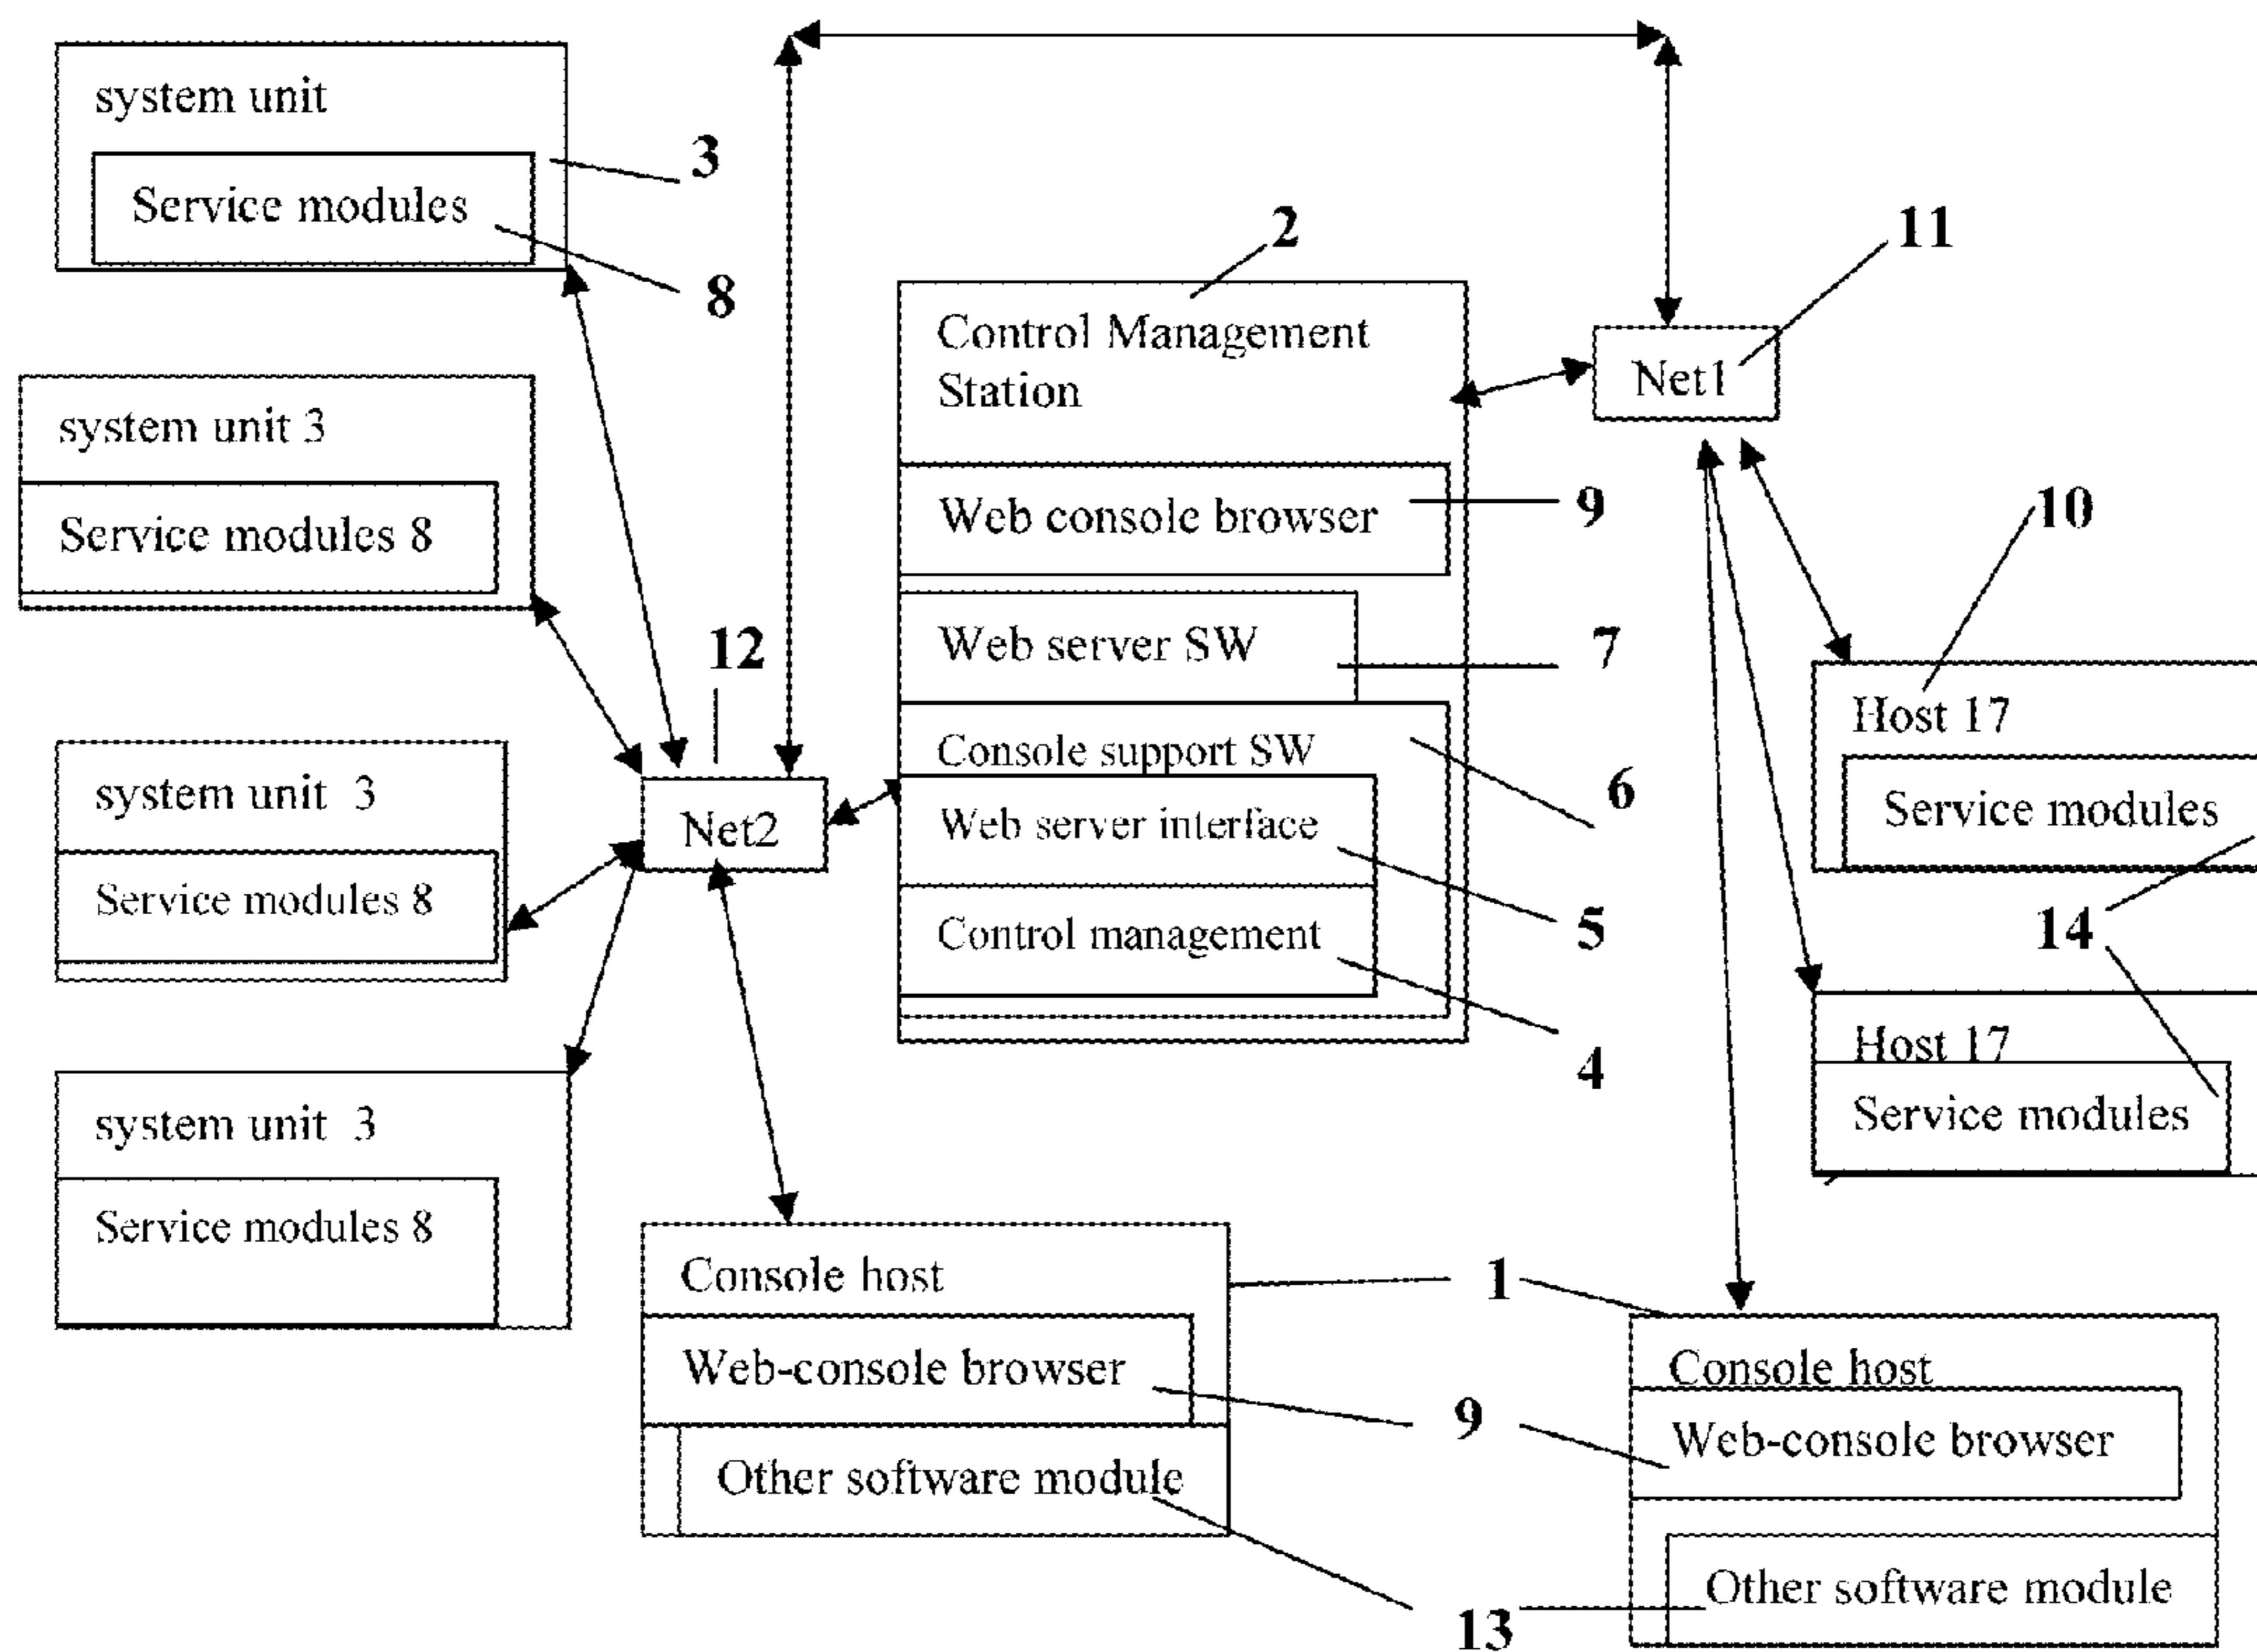 system unit
3
Service modules
8
system unit 3
Service modules 8
12
system unit 3
Service modules 8
Net2
system unit 3
Service modules 8
2
Control Management
Station
Web console browser
9
Web server SW
7
Console support SW
6
Web server interface
5
Control management
4
11
Net1
10
Host 17
Service modules
14
Host 17
Service modules
Console host
1
Web-console browser
9
Other software module
13
Console host
Web-console browser
Other software module